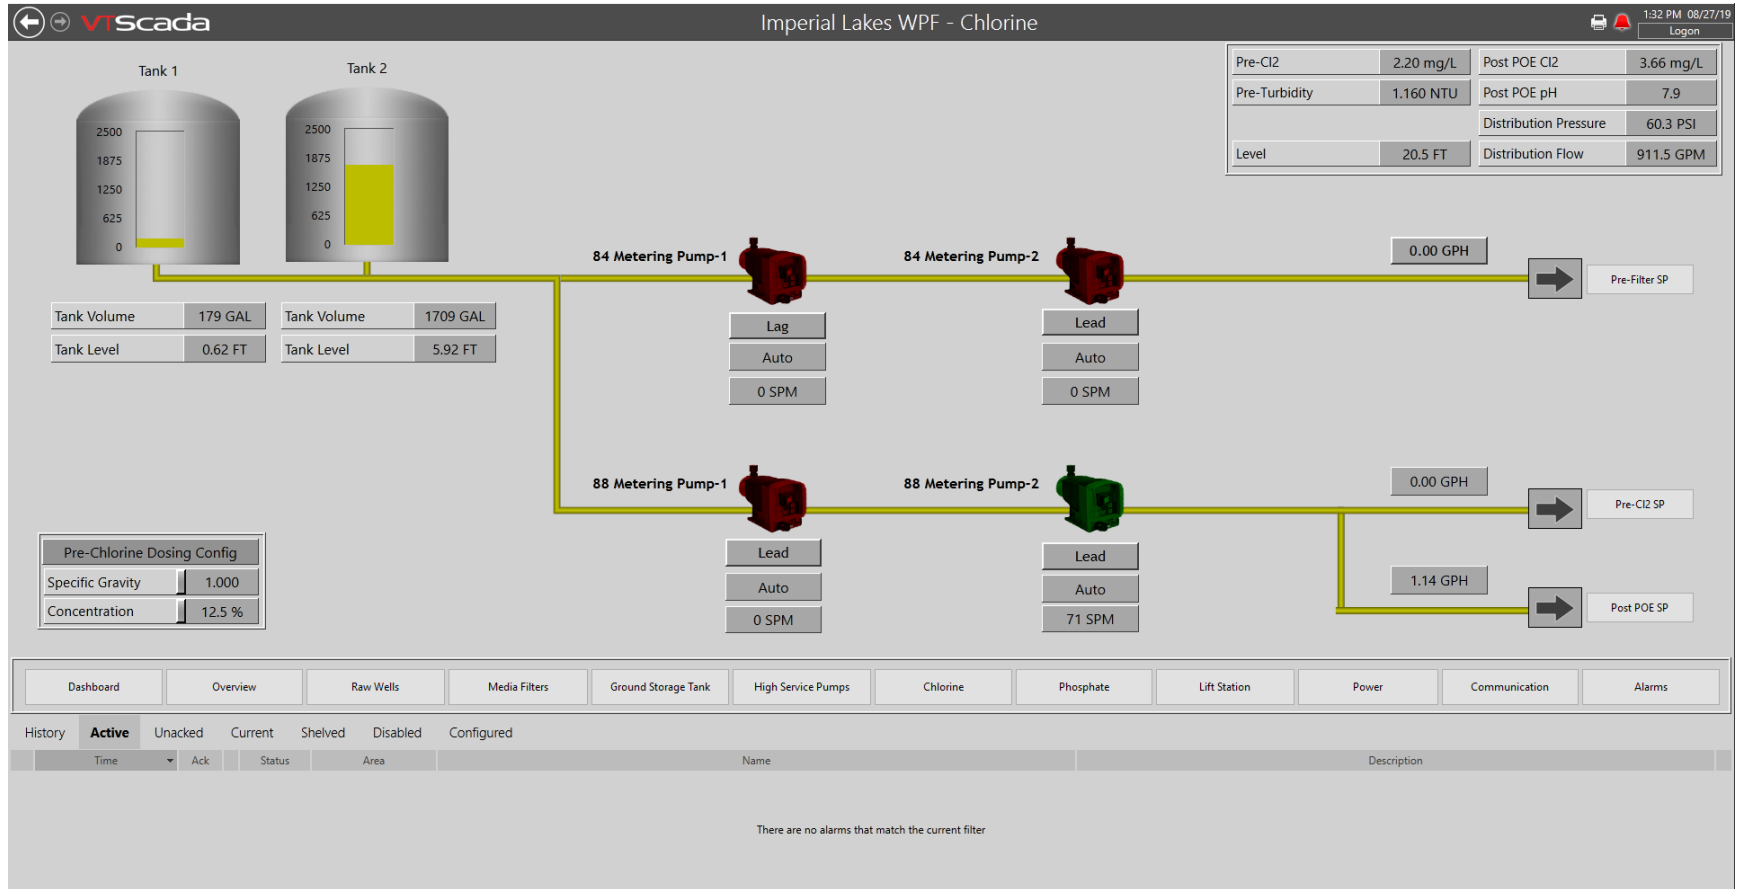 VTScada
Imperial Lakes WPF - Chlorine
1:32 PM 08/27/19
Logon
Tank 1
Tank 2
2500
1875
1250
625
0
2500
1875
1250
625
0
Pre-Cl2 2.20 mg/L Post POE Cl2 3.66 mg/L
Pre-Turbidity 1.160 NTU Post POE pH 7.9
Distribution Pressure 60.3 PSI
Level 20.5 FT Distribution Flow 911.5 GPM
84 Metering Pump-1
84 Metering Pump-2
0.00 GPH
Pre-Filter SP
Tank Volume 179 GAL Tank Volume 1709 GAL
Tank Level 0.62 FT Tank Level 5.92 FT
Lag
Auto
0 SPM
Lead
Auto
0 SPM
88 Metering Pump-1
88 Metering Pump-2
0.00 GPH
Pre-Cl2 SP
Lead
Auto
0 SPM
Lead
Auto
71 SPM
1.14 GPH
Post POE SP
Pre-Chlorine Dosing Config
Specific Gravity 1.000
Concentration 12.5 %
Dashboard Overview Raw Wells Media Filters Ground Storage Tank High Service Pumps Chlorine Phosphate Lift Station Power Communication Alarms
History Active Unacked Current Shelved Disabled Configured
Time Ack Status Area Name Description
There are no alarms that match the current filter